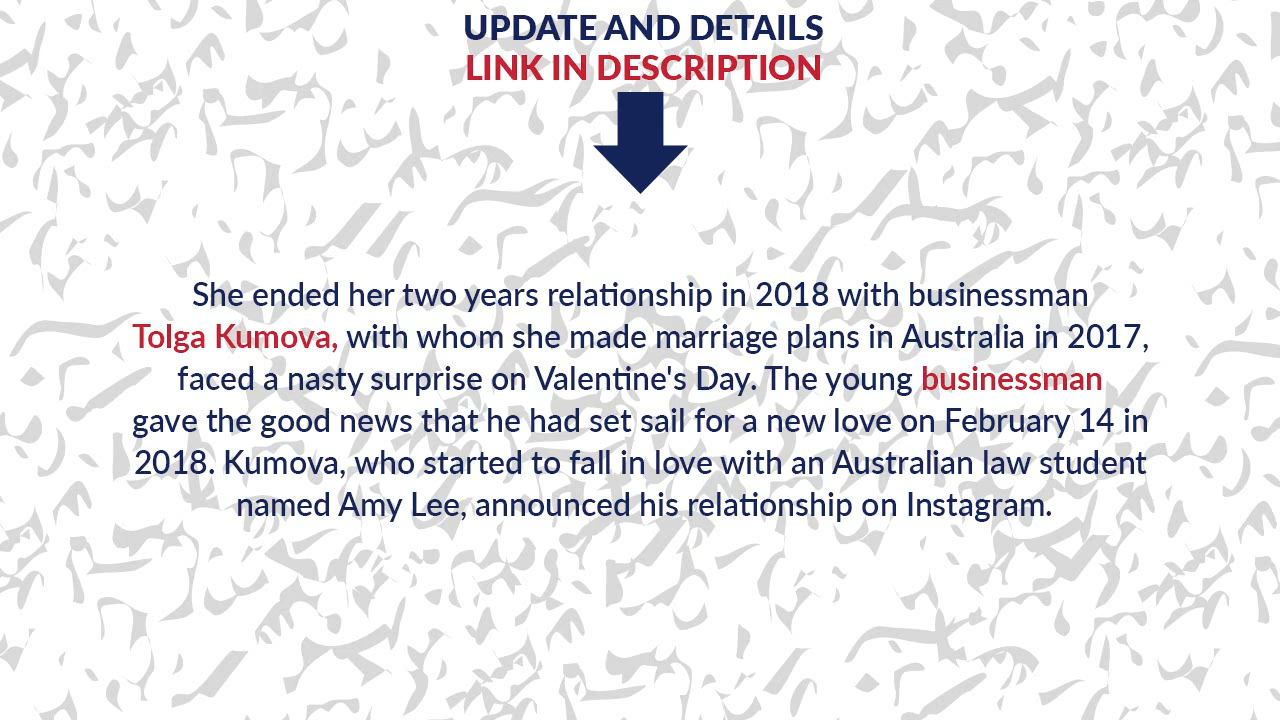 UPDATE AND DETAILS
LINK IN DESCRIPTION
She ended her two years relationship in 2018 with businessman
Tolga Kumova, with whom she made marriage plans in Australia in 2017,
faced a nasty surprise on Valentine's Day. The young businessman
gave the good news that he had set sail for a new love on February 14 in
2018. Kumova, who started to fall in love with an Australian law student
named Amy Lee, announced his relationship on Instagram.